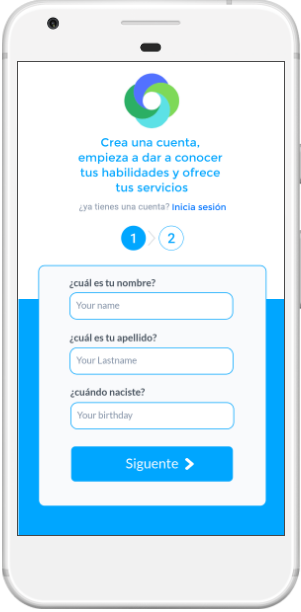 Crea una cuenta,
empieza a dar a conocer
tus habilidades y ofrece
tus servicios
¿ya tienes una cuenta? Inicia sesión
1 2
¿cuál es tu nombre?
Your name
¿cuál es tu apellido?
Your Lastname
¿cuándo naciste?
Your birthday
Siguente